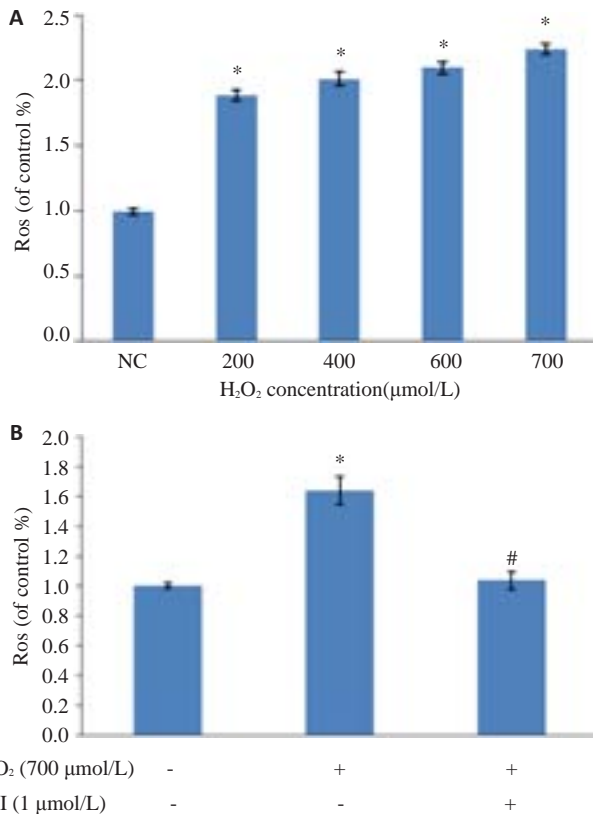 A
2.5
2.0
1.5
1.0
0.5
0.0
Ros (of control %)
* * * *
NC 200 400 600 700
H₂O₂ concentration(μmol/L)
B
2.0
1.8
1.6
1.4
1.2
1.0
0.8
0.6
0.4
0.2
0.0
Ros (of control %)
* #
O₂ (700 μmol/L) - + +
I (1 μmol/L) - - +